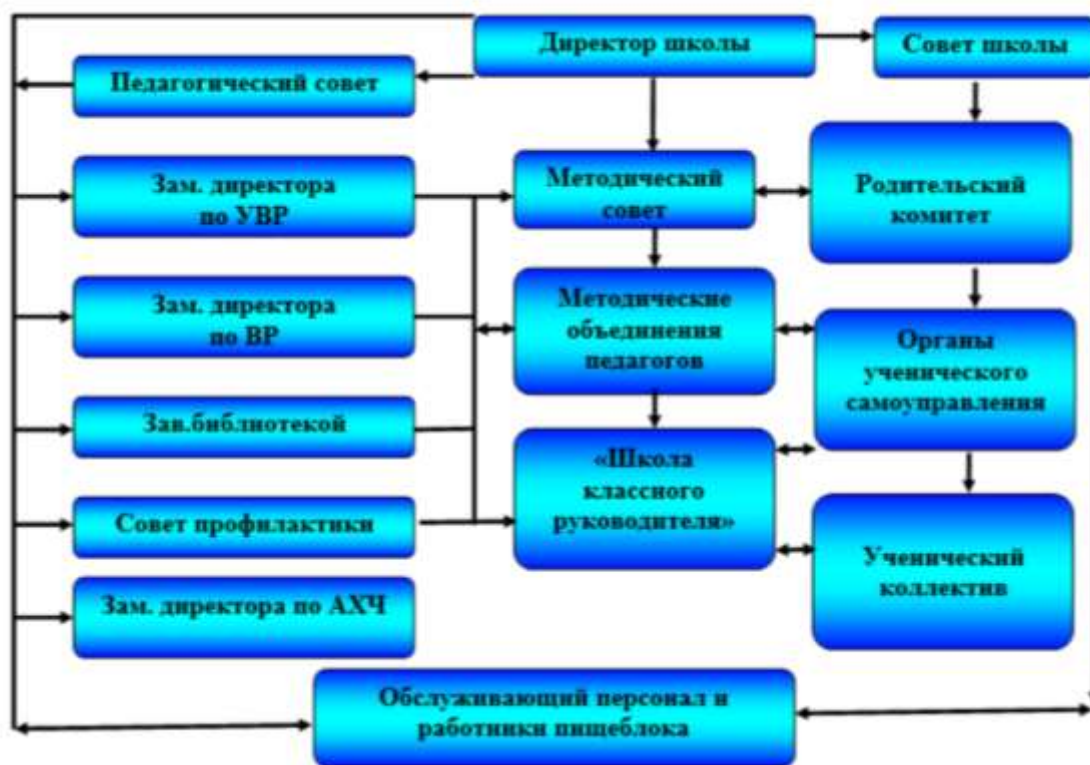 Директор школы
Совет школы
Педагогический совет
Зам. директора
по УВР
Методический
совет
Родительский
комитет
Зам. директора
по ВР
Методические
объединения
педагогов
Органы
ученического
самоуправления
Зав.библиотекой
«Школа
классного
руководителя»
Совет профилактики
Ученический
коллектив
Зам. директора по АХЧ
Обслуживающий персонал и
работники пищеблока